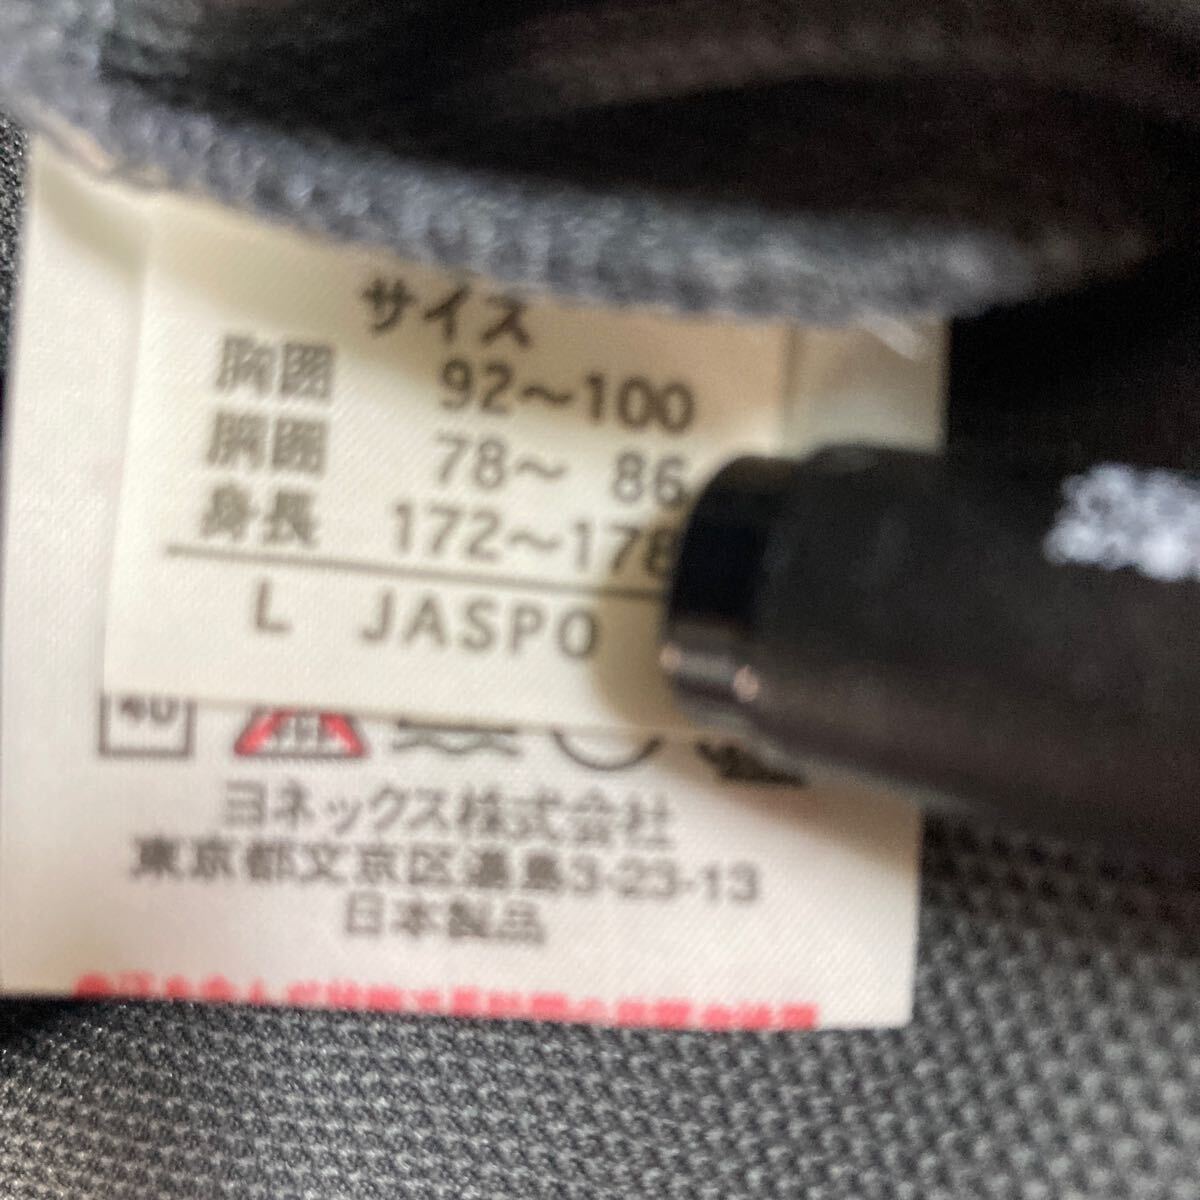 サイズ
胸囲 92〜100
胴囲 78〜 86
身長 172〜178
L JASPO
40
ヨネックス株式会社
東京都文京区湯島3-23-13
日本製品